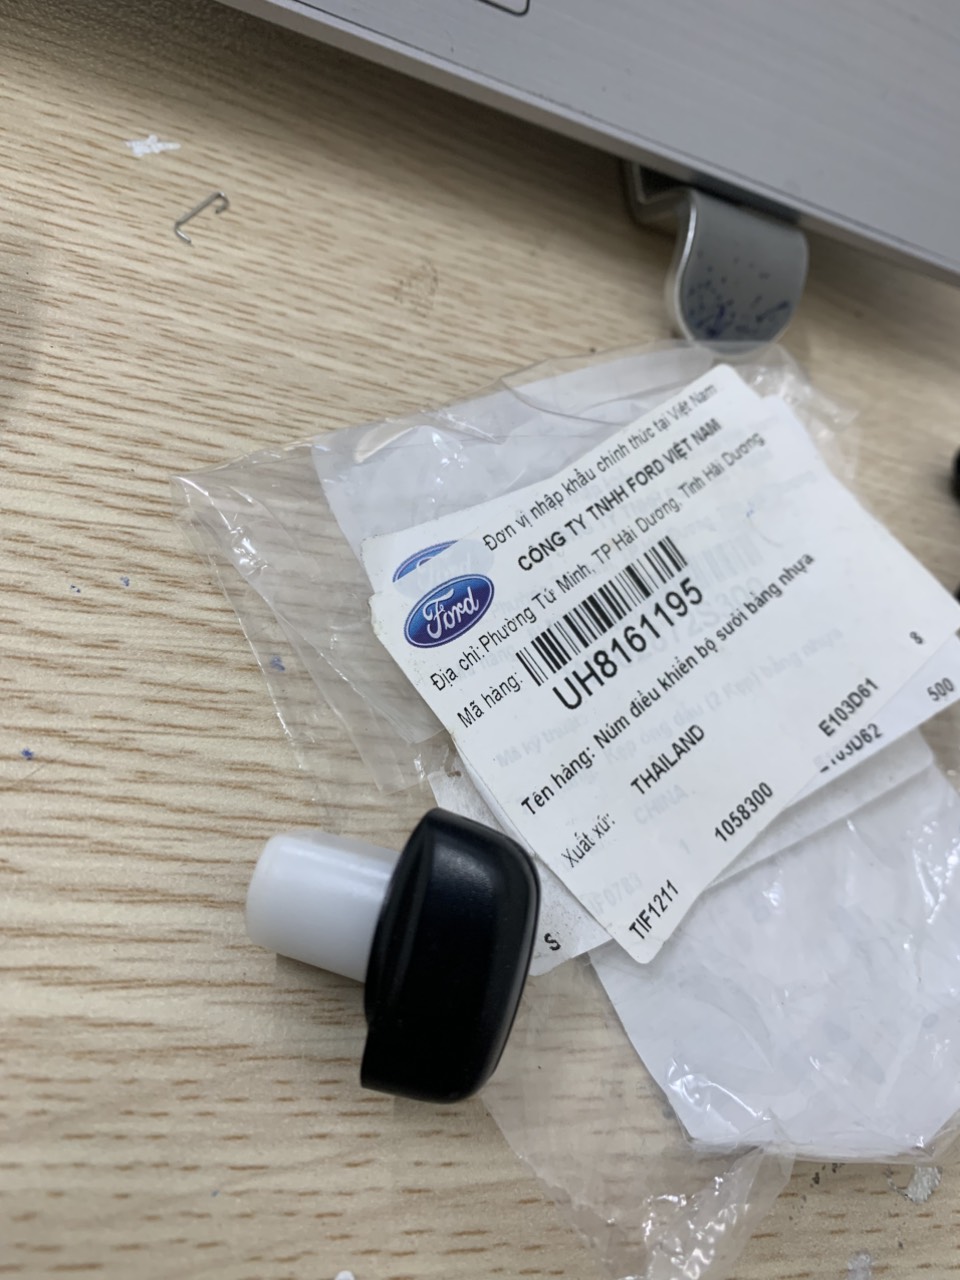 Đơn vị nhập khẩu chính thức tại Việt Nam:
CÔNG TY TNHH FORD VIỆT NAM
Ford
Địa chỉ: Phường Tứ Minh, TP Hải Dương, Tỉnh Hải Dương
Mã hàng:
UH8161195
Tên hàng: Núm điều khiển bộ sưởi bằng nhựa
Xuất xứ: THAILAND
8
E103D61
500
E103D62
1058300
TIF1211
CHINA
S